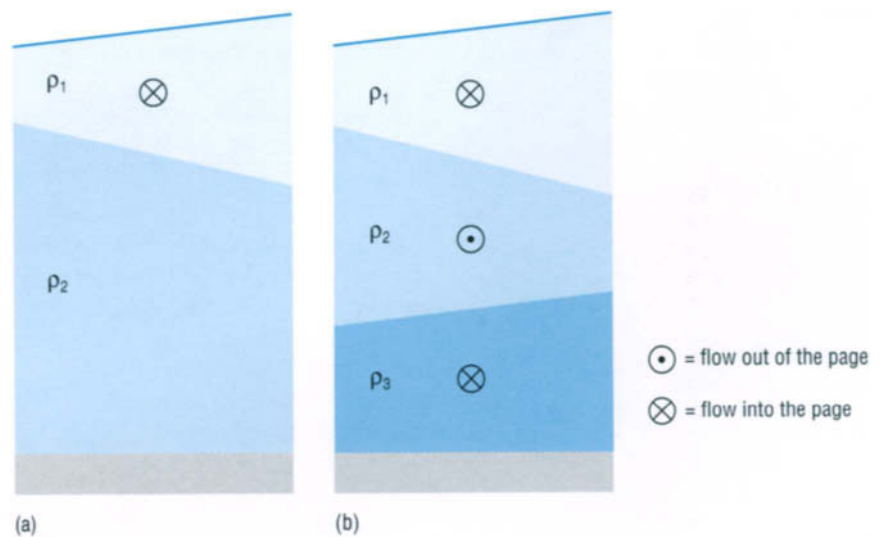 ρ₁
ρ₂
(a)
ρ₁
ρ₂
ρ₃
(b)
= flow out of the page
= flow into the page